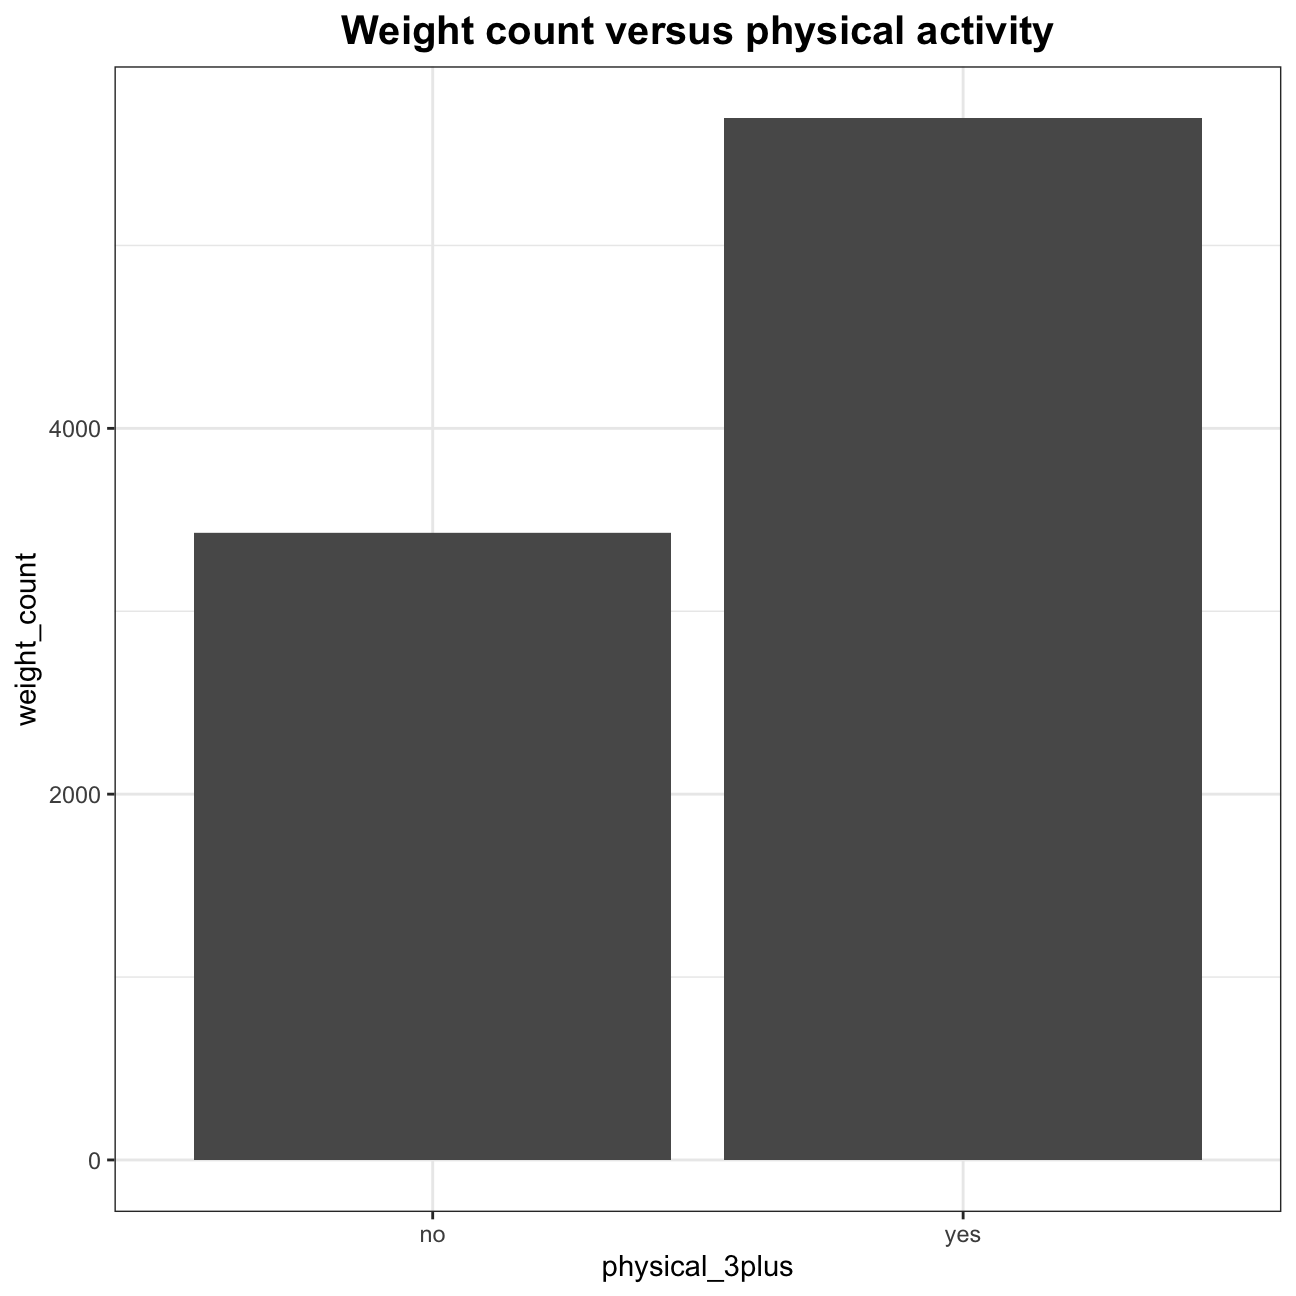 Weight count versus physical activity
weight_count
4000
2000
0
no
yes
physical_3plus